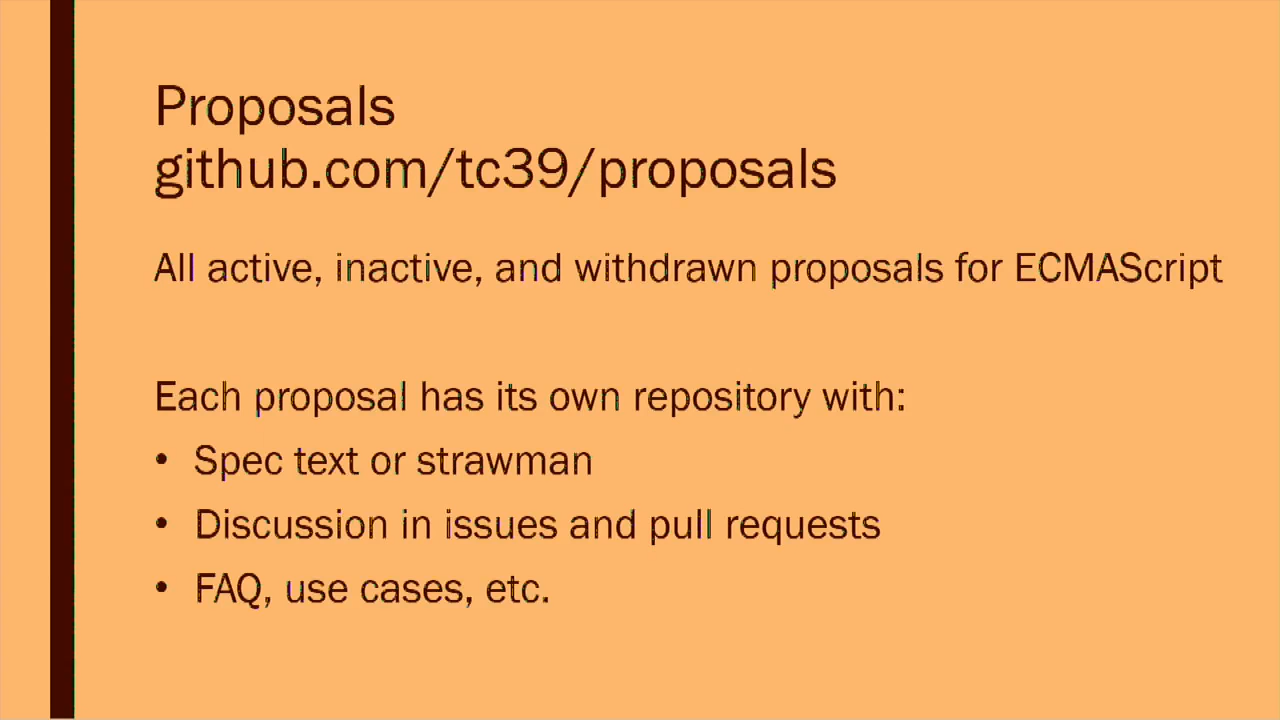 Proposals
github.com/tc39/proposals
All active, inactive, and withdrawn proposals for ECMAScript
Each proposal has its own repository with:
• Spec text or strawman
• Discussion in issues and pull requests
• FAQ, use cases, etc.